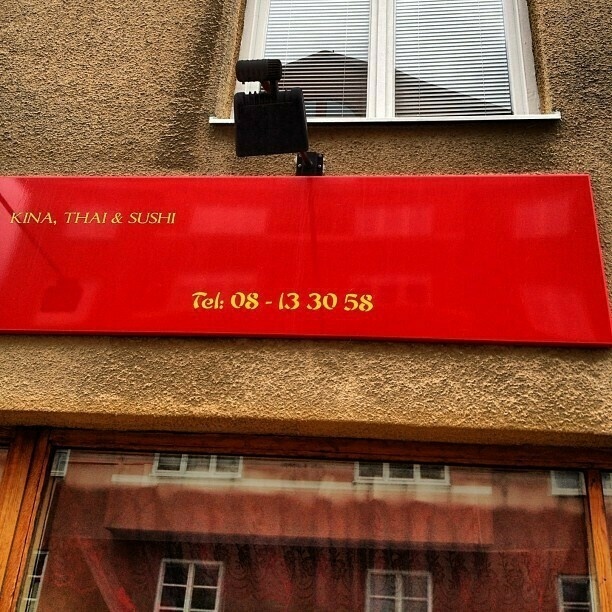 KINA, THAI & SUSHI
Tel: 08 - 13 30 58